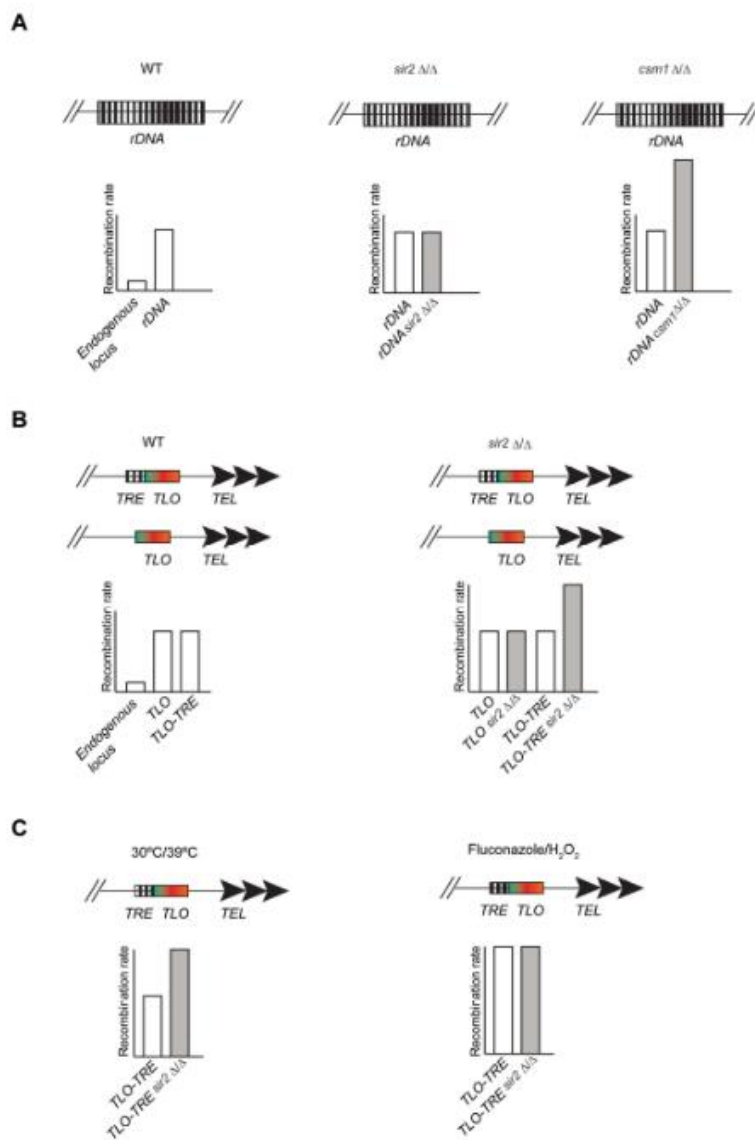 A
WT
sir2 Δ/Δ
csm1 Δ/Δ
rDNA
rDNA
rDNA
Recombination rate
Endogenous
locus
rDNA
Recombination rate
rDNA
rDNA sir2 Δ/Δ
Recombination rate
rDNA
rDNA csm1 Δ/Δ
B
WT
sir2 Δ/Δ
TRE TLO TEL
TRE TLO TEL
TLO TEL
TLO TEL
Recombination rate
Endogenous
locus
TLO
TLO-TRE
Recombination rate
TLO
TLO sir2 Δ/Δ
TLO-TRE
TLO-TRE sir2 Δ/Δ
C
30ºC/39ºC
Fluconazole/H₂O₂
TRE TLO TEL
TRE TLO TEL
Recombination rate
TLO-TRE
TLO-TRE sir2 Δ/Δ
Recombination rate
TLO-TRE
TLO-TRE sir2 Δ/Δ